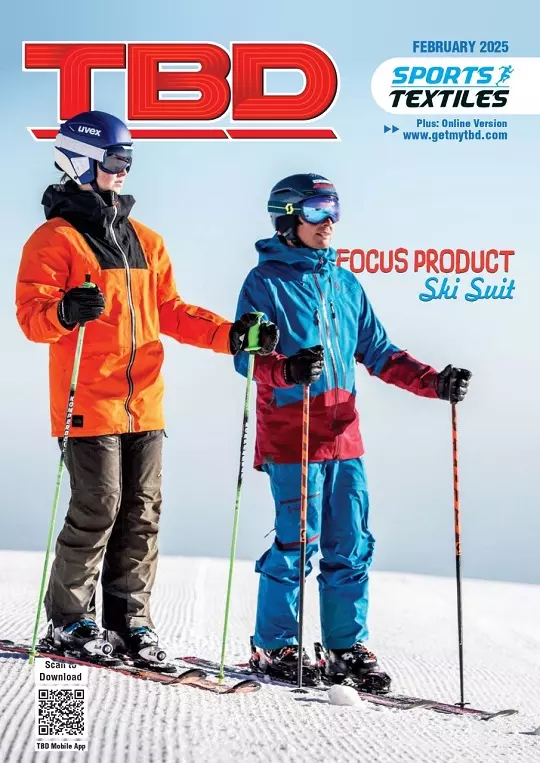 TBD
FEBRUARY 2025
SPORTS
TEXTILES
Plus: Online Version
www.getmytbd.com
uvex
FOCUS PRODUCT
Ski Suit
KOMPERDELL
Scan to
Download
TBD Mobile App